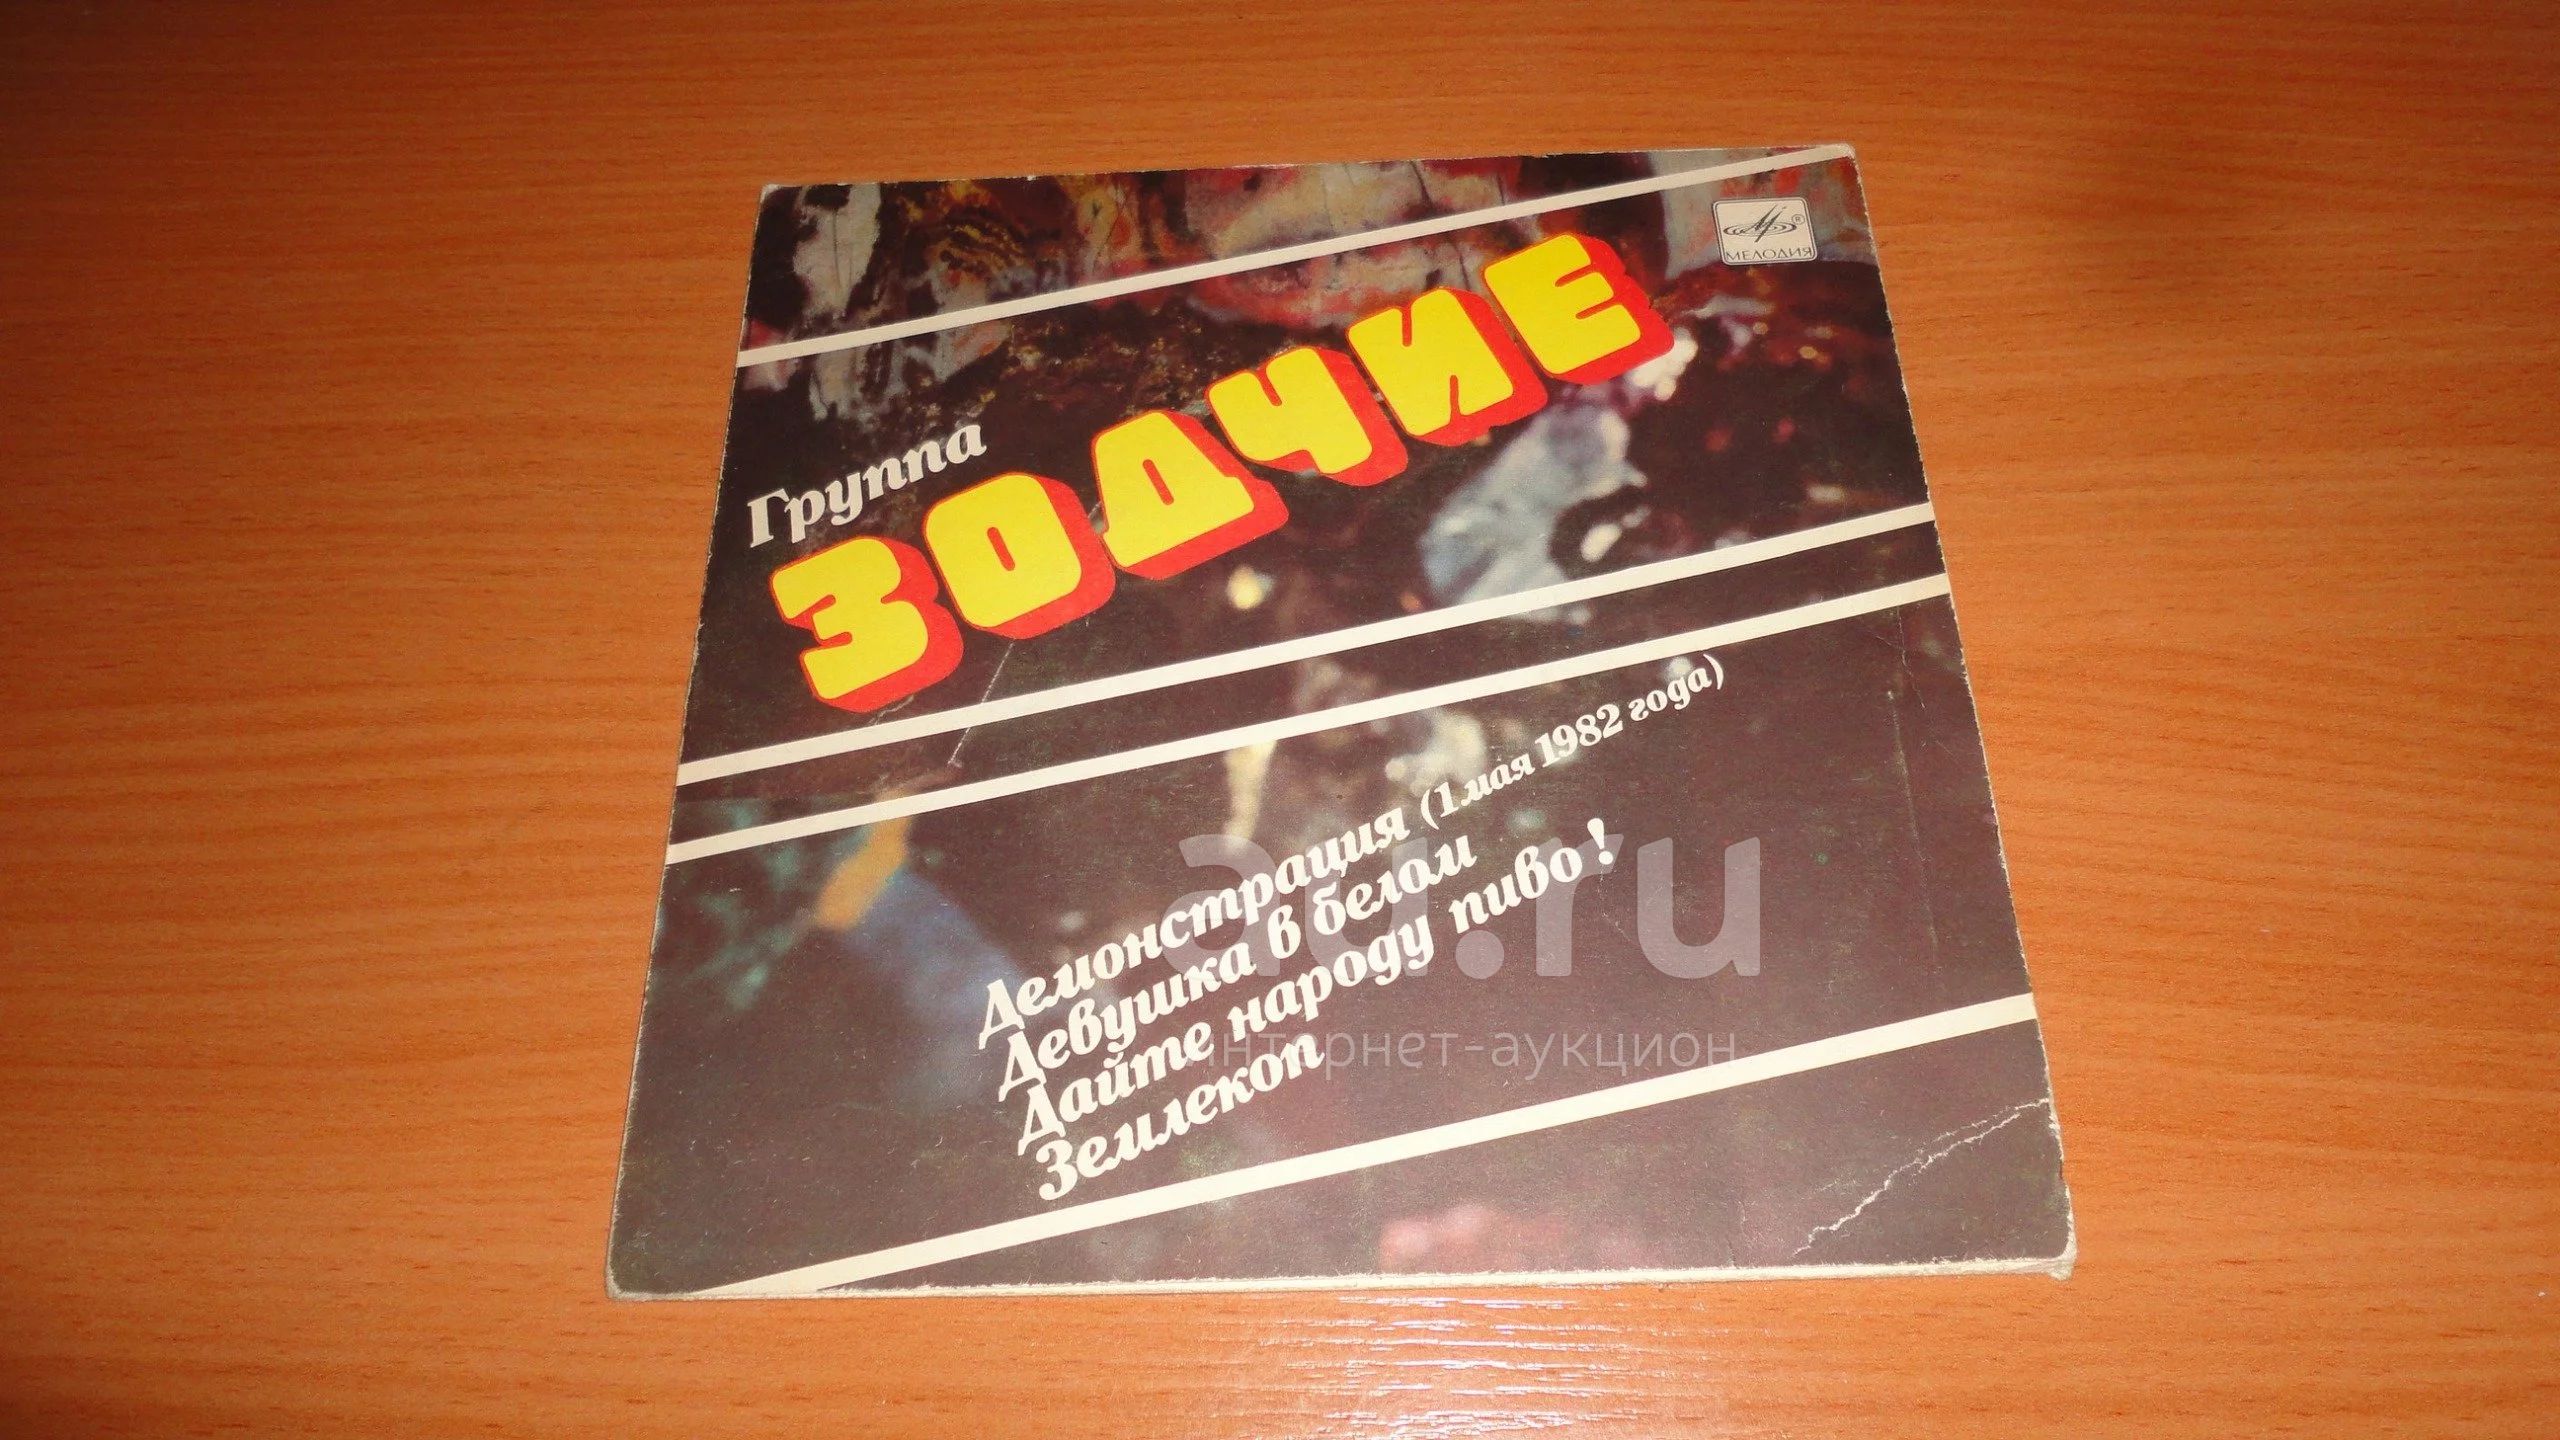 МЕЛОДИЯ
Группа
ЗОДЧИЕ
Демонстрация (1 мая 1982 года)
Девушка в белом
Дайте народу пиво!
Землекоп
au.ru
интернет-аукцион